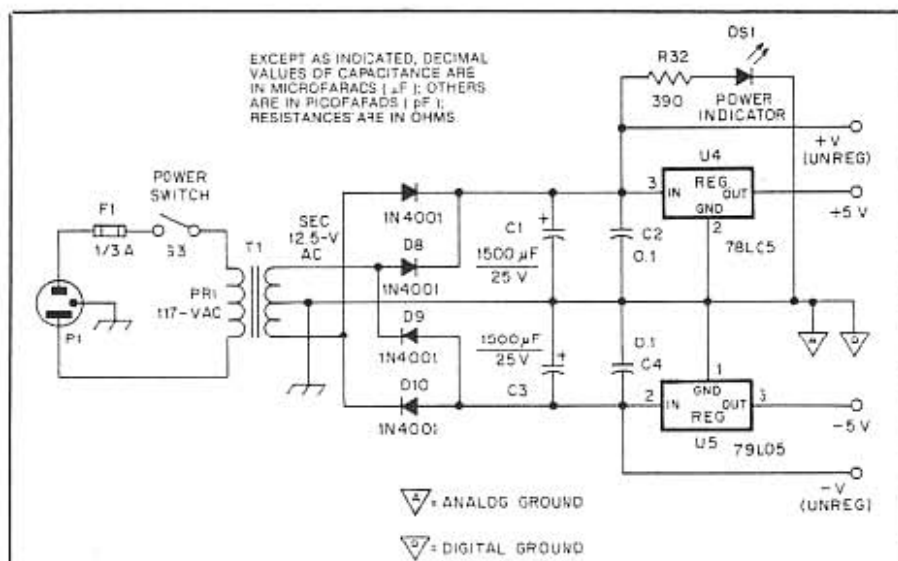 EXCEPT AS INDICATED, DECIMAL
VALUES OF CAPACITANCE ARE
IN MICROFARACS ( µF ); OTHERS
ARE IN PICOFAFADS ( pF );
RESISTANCES ARE IN OHMS.
DS1
R32
390
POWER
INDICATOR
+V
(UNREG)
U4
3
IN
REG
OUT
GND
2
+5 V
78LC5
POWER
SWITCH
F1
1/3 A
S3
T1
SEC
12.5-V
AC
PRI
117-VAC
P1
1N4001
D8
1N4001
D9
1N4001
D10
1N4001
C1
+
1500 µF
25 V
C2
0.1
1500 µF
25 V
+
C3
0.1
C4
A
D
1
GND
2
IN
OUT
3
REG
U5
79L05
-5 V
-V
(UNREG)
A = ANALOG GROUND
D = DIGITAL GROUND